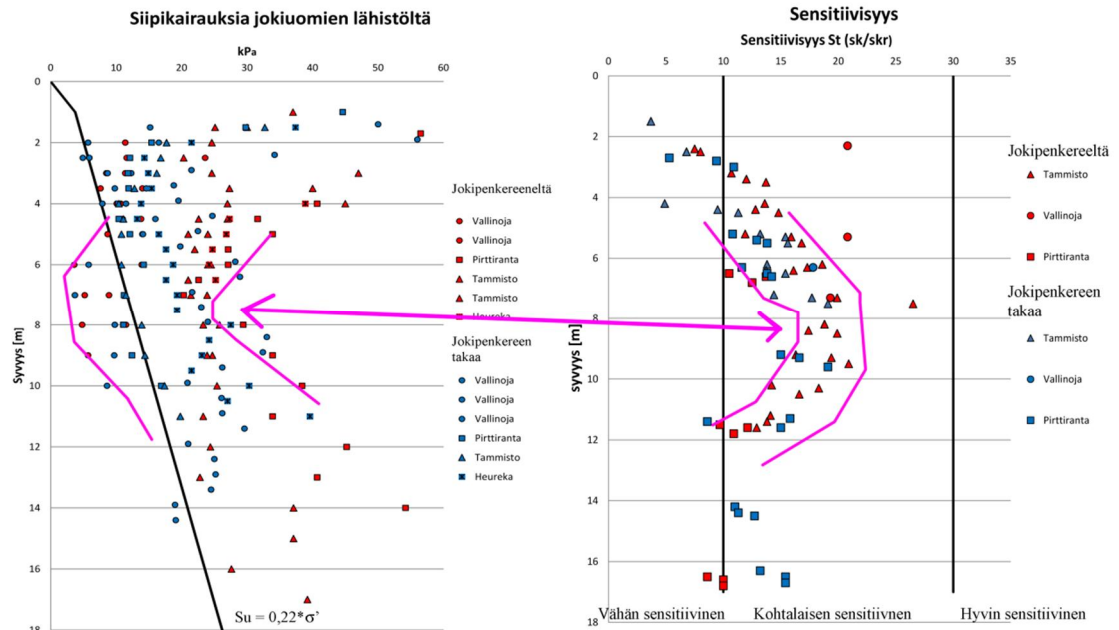 Siipikairauksia jokiuomien lähistöltä
kPa
0 10 20 30 40 50 60
0
2
4
6
8
10
12
14
16
18
Syvyys [m]
Su = 0,22*σ'
Jokipenkereeneltä
Vallinoja
Vallinoja
Pirttiranta
Tammisto
Tammisto
Heureka
Jokipenkereen
takaa
Vallinoja
Vallinoja
Vallinoja
Pirttiranta
Tammisto
Heureka
Sensitiivisyys
Sensitiivisyys St (sk/skr)
0 5 10 15 20 25 30 35
0
2
4
6
8
10
12
14
16
18
syvyys [m]
Vähän sensitiivinen Kohtalaisen sensitiivnen Hyvin sensitiivinen
Jokipenkereeltä
Tammisto
Vallinoja
Pirttiranta
Jokipenkereen
takaa
Tammisto
Vallinoja
Pirttiranta